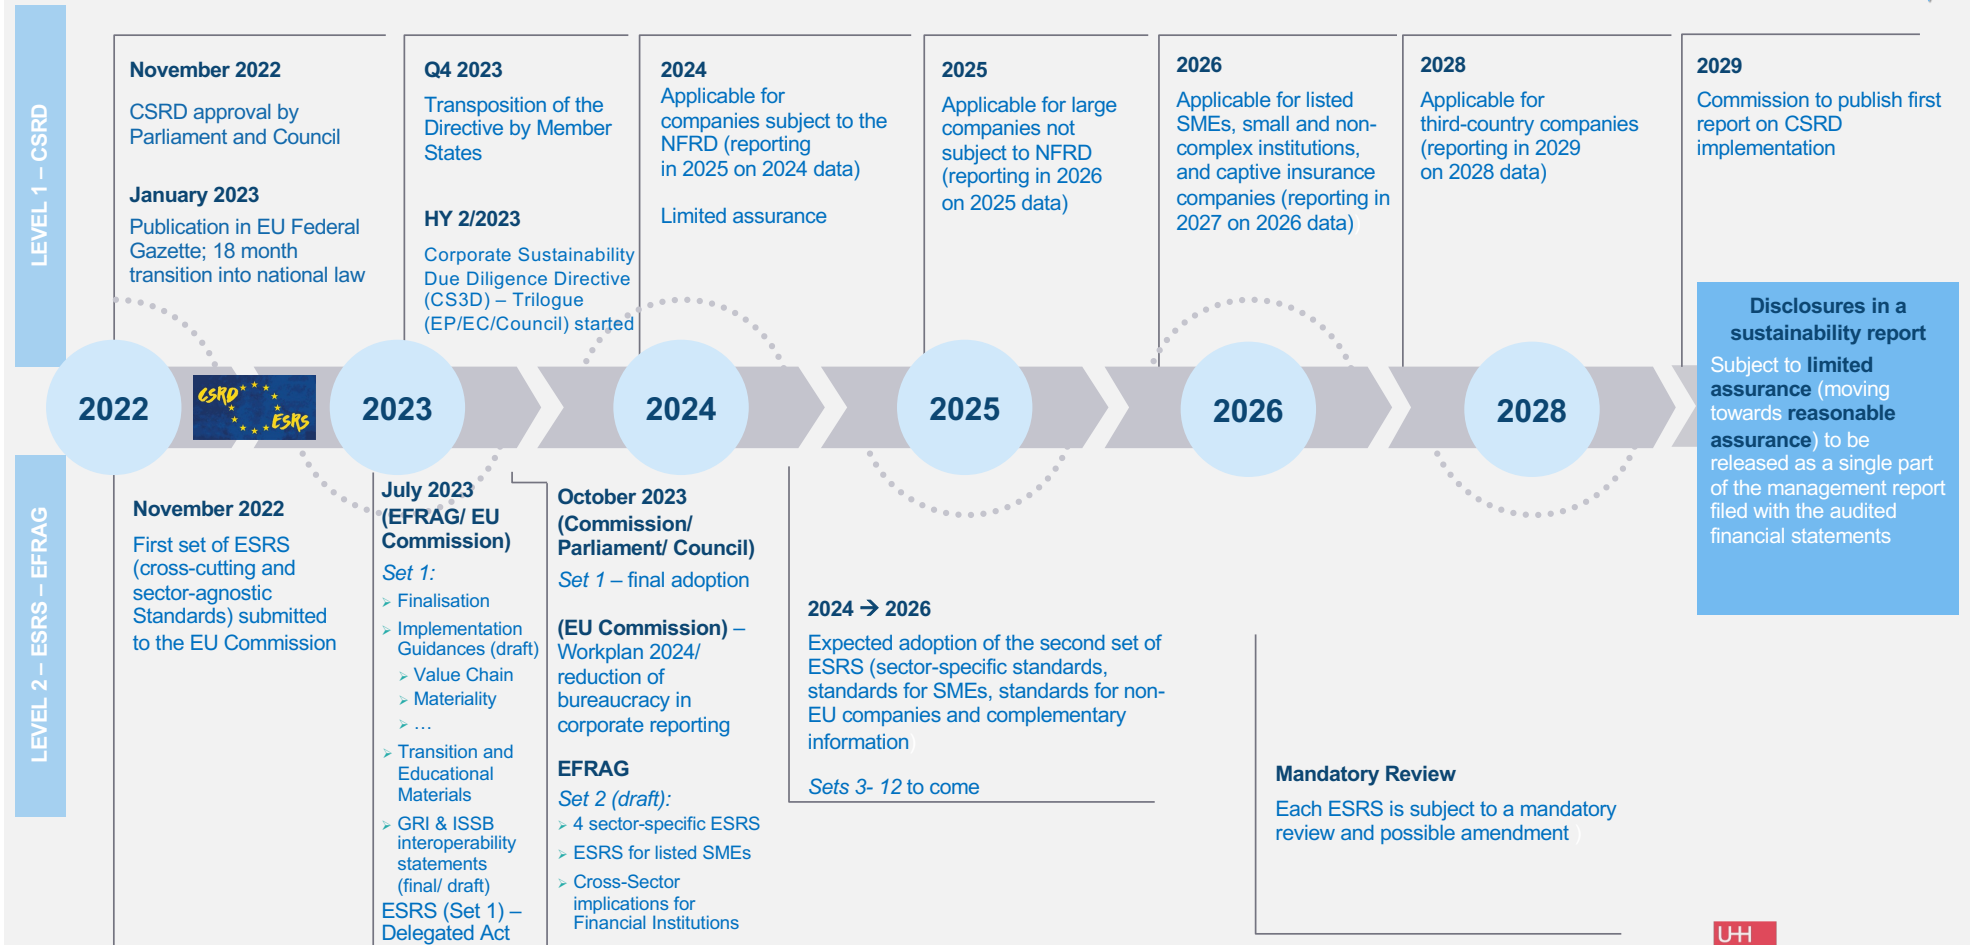 LEVEL 1 – CSRD
November 2022
CSRD approval by
Parliament and Council
January 2023
Publication in EU Federal
Gazette; 18 month
transition into national law
Q4 2023
Transposition of the
Directive by Member
States
HY 2/2023
Corporate Sustainability
Due Diligence Directive
(CS3D) – Trilogue
(EP/EC/Council) started
2024
Applicable for
companies subject to the
NFRD (reporting
in 2025 on 2024 data)
Limited assurance
2025
Applicable for large
companies not
subject to NFRD
(reporting in 2026
on 2025 data)
2026
Applicable for listed
SMEs, small and non-
complex institutions,
and captive insurance
companies (reporting in
2027 on 2026 data)
2028
Applicable for
third-country companies
(reporting in 2029
on 2028 data)
2029
Commission to publish first
report on CSRD
implementation
Disclosures in a
sustainability report
Subject to limited
assurance (moving
towards reasonable
assurance) to be
released as a single part
of the management report
filed with the audited
financial statements
2022
CSRD
ESRS
2023
2024
2025
2026
2028
LEVEL 2 – ESRS – EFRAG
November 2022
First set of ESRS
(cross-cutting and
sector-agnostic
Standards) submitted
to the EU Commission
July 2023
(EFRAG/ EU
Commission)
Set 1:
➢ Finalisation
➢ Implementation
Guidances (draft)
➢ Value Chain
➢ Materiality
➢ …
➢ Transition and
Educational
Materials
➢ GRI & ISSB
interoperability
statements
(final/ draft)
ESRS (Set 1) –
Delegated Act
October 2023
(Commission/
Parliament/ Council)
Set 1 – final adoption
(EU Commission) –
Workplan 2024/
reduction of
bureaucracy in
corporate reporting
EFRAG
Set 2 (draft):
➢ 4 sector-specific ESRS
➢ ESRS for listed SMEs
➢ Cross-Sector
implications for
Financial Institutions
2024 → 2026
Expected adoption of the second set of
ESRS (sector-specific standards,
standards for SMEs, standards for non-
EU companies and complementary
information)
Sets 3- 12 to come
Mandatory Review
Each ESRS is subject to a mandatory
review and possible amendment )
UHH